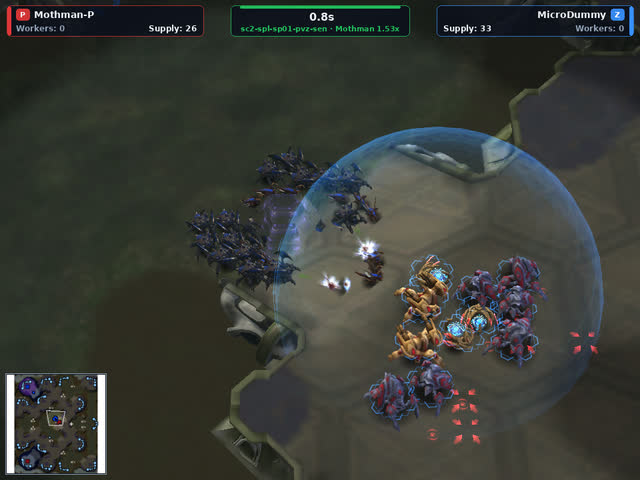 P Mothman-P
Workers: 0 Supply: 26
0.8s
sc2-spl-sp01-pvz-sen · Mothman 1.53x
MicroDummy Z
Supply: 33 Workers: 0